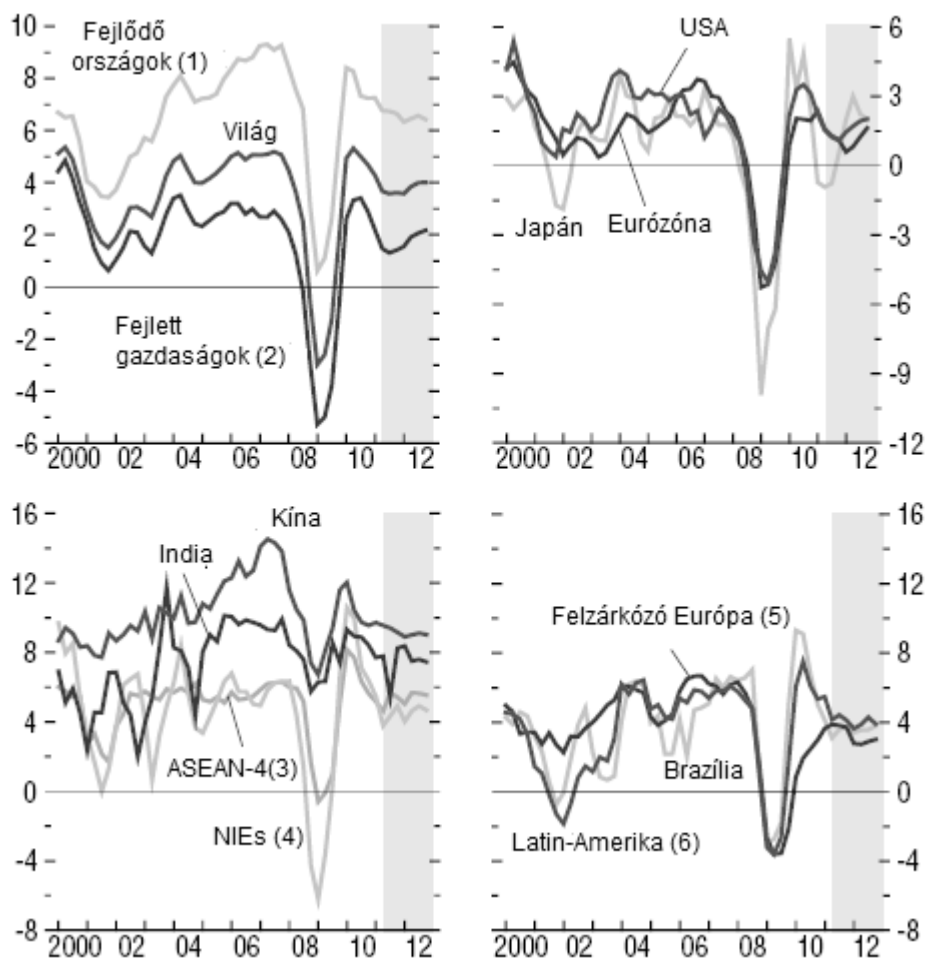 10
8
6
4
2
0
-2
-4
-6
Fejlődő
országok (1)
Világ
Fejlett
gazdaságok (2)
2000 02 04 06 08 10 12
6
3
0
-3
-6
-9
-12
USA
Japán
Eurózóna
2000 02 04 06 08 10 12
16
12
8
4
0
-4
-8
Kína
India
ASEAN-4(3)
NIEs (4)
2000 02 04 06 08 10 12
16
12
8
4
0
-4
-8
Felzárkózó Európa (5)
Brazília
Latin-Amerika (6)
2000 02 04 06 08 10 12